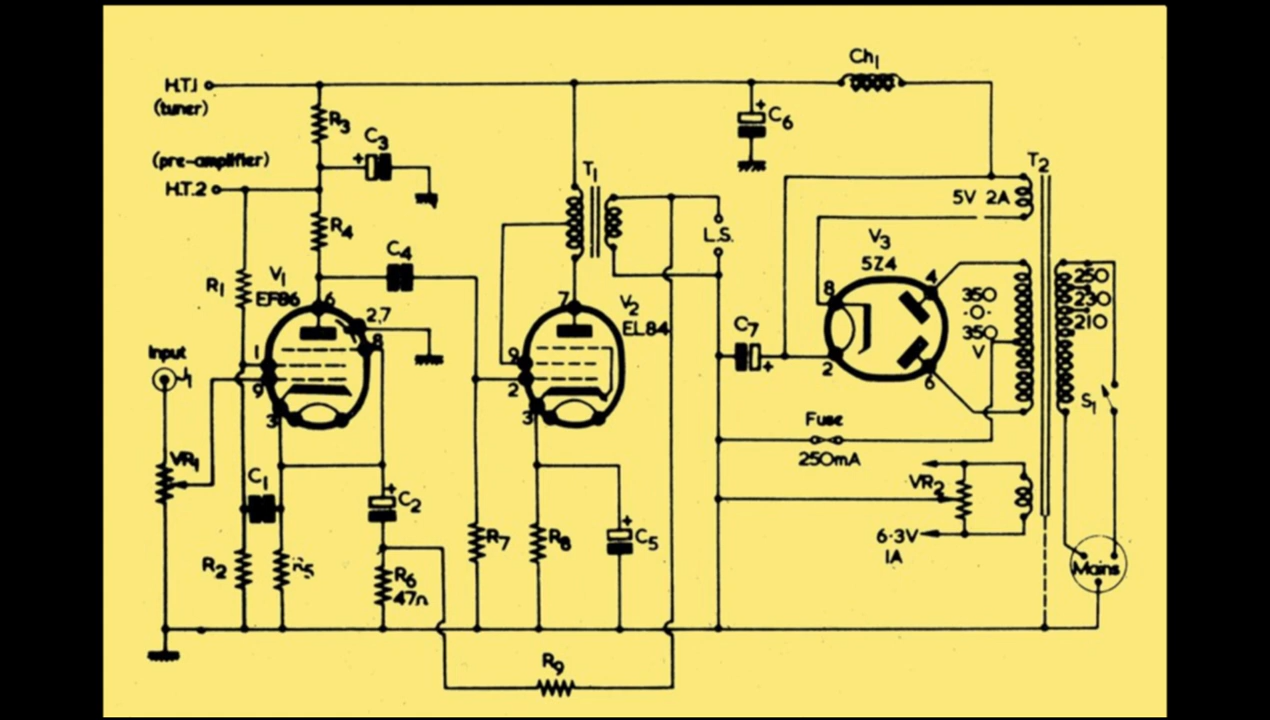 Ch1
H.T.1
(tuner)
R3
C3
C6
(pre-amplifier)
H.T.2
T1
T2
5V 2A
R4
L.S.
V3
5Z4
C4
R1
V1
EF86
6
2,7
8
7
V2
EL84
8
4
350
-0-
350
V
250
230
210
Input
J1
1
9
3
9
2
3
C7
+
2
6
S1
Fuse
250mA
VR1
C1
+
C2
VR2
R7
R8
+
C5
6·3V
1A
R2
R5
R6
47Ω
Mains
R9